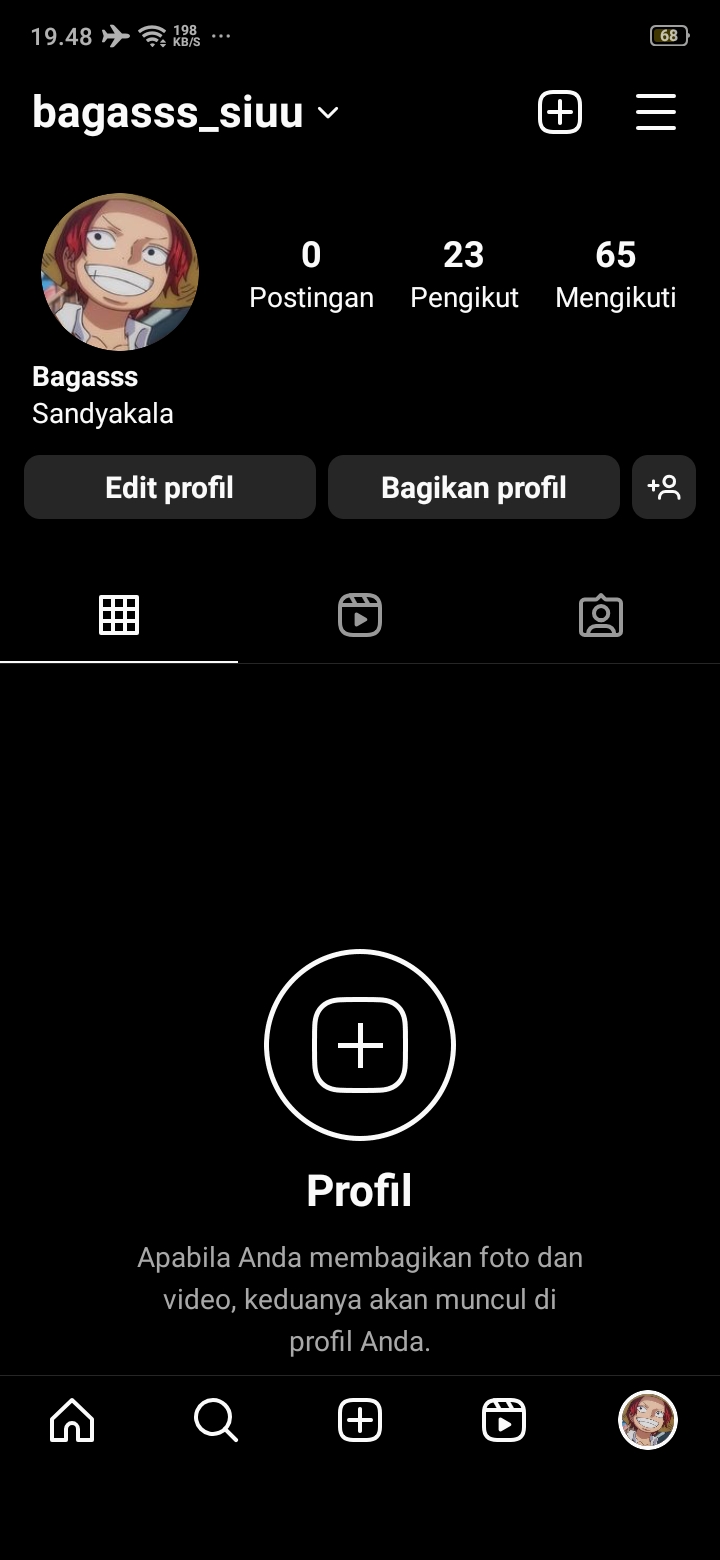 19.48 198 KB/S ... 68
bagasss_siuu
0 23 65
Postingan Pengikut Mengikuti
Bagasss
Sandyakala
Edit profil Bagikan profil
Profil
Apabila Anda membagikan foto dan
video, keduanya akan muncul di
profil Anda.